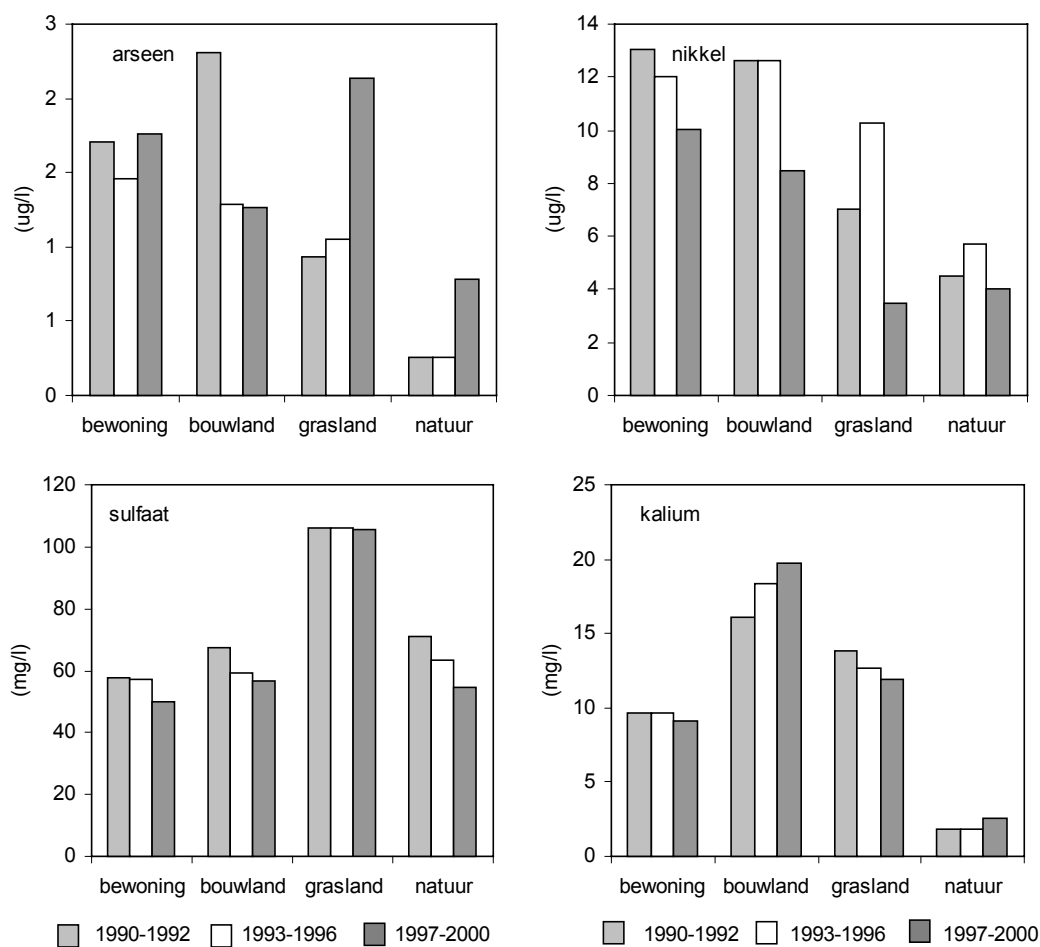 arseen
(ug/l)
3
2
2
1
1
0
bewoning bouwland grasland natuur
nikkel
(ug/l)
14
12
10
8
6
4
2
0
bewoning bouwland grasland natuur
sulfaat
(mg/l)
120
100
80
60
40
20
0
bewoning bouwland grasland natuur
1990-1992 1993-1996 1997-2000
kalium
(mg/l)
25
20
15
10
5
0
bewoning bouwland grasland natuur
1990-1992 1993-1996 1997-2000